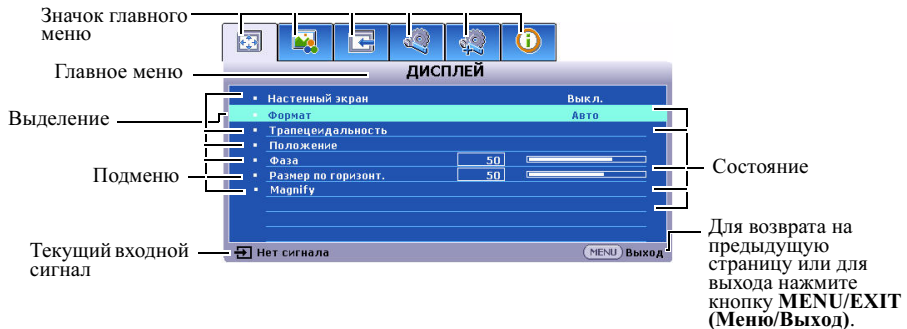 Значок главного
меню
Главное меню
ДИСПЛЕЙ
Настенный экран Выкл.
Выделение
Формат Авто
Трапецеидальность
Положение
Фаза 50
Подменю
Размер по горизонт. 50
Magnify
Состояние
Текущий входной
сигнал
Нет сигнала
MENU Выход
Для возврата на
предыдущую
страницу или для
выхода нажмите
кнопку MENU/EXIT
(Меню/Выход).